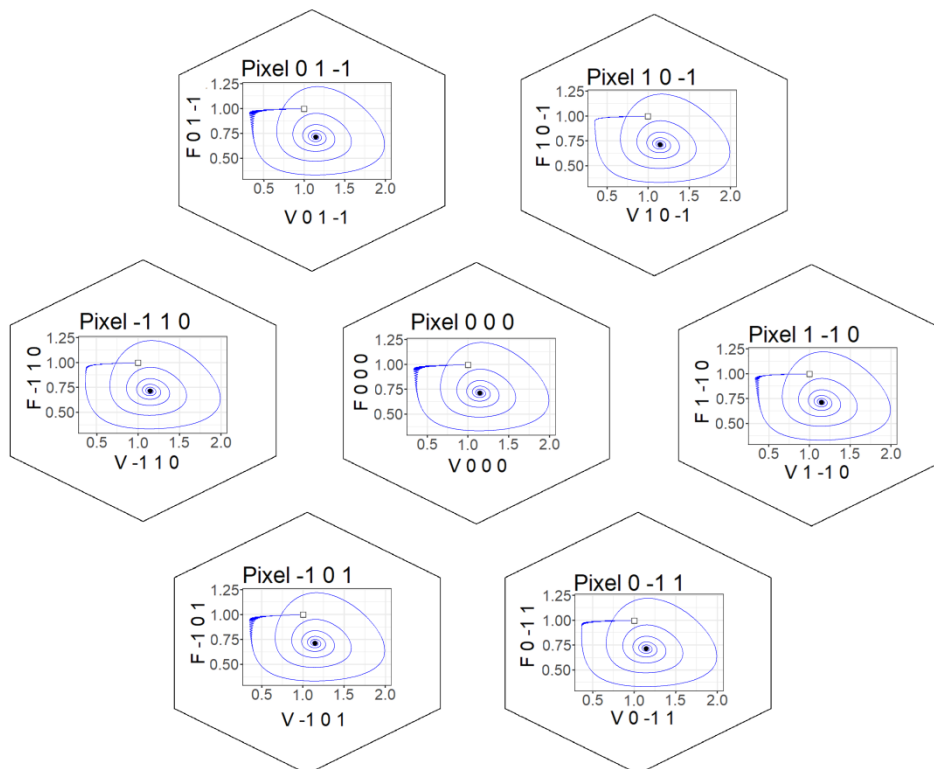 Pixel 0 1 -1
F 0 1 -1
1.25
1.00
0.75
0.50
0.5 1.0 1.5 2.0
V 0 1 -1
Pixel 1 0 -1
F 1 0 -1
1.25
1.00
0.75
0.50
0.5 1.0 1.5 2.0
V 1 0 -1
Pixel -1 1 0
F -1 1 0
1.25
1.00
0.75
0.50
0.5 1.0 1.5 2.0
V -1 1 0
Pixel 0 0 0
F 0 0 0
1.25
1.00
0.75
0.50
0.5 1.0 1.5 2.0
V 0 0 0
Pixel 1 -1 0
F 1 -1 0
1.25
1.00
0.75
0.50
0.5 1.0 1.5 2.0
V 1 -1 0
Pixel -1 0 1
F -1 0 1
1.25
1.00
0.75
0.50
0.5 1.0 1.5 2.0
V -1 0 1
Pixel 0 -1 1
F 0 -1 1
1.25
1.00
0.75
0.50
0.5 1.0 1.5 2.0
V 0 -1 1